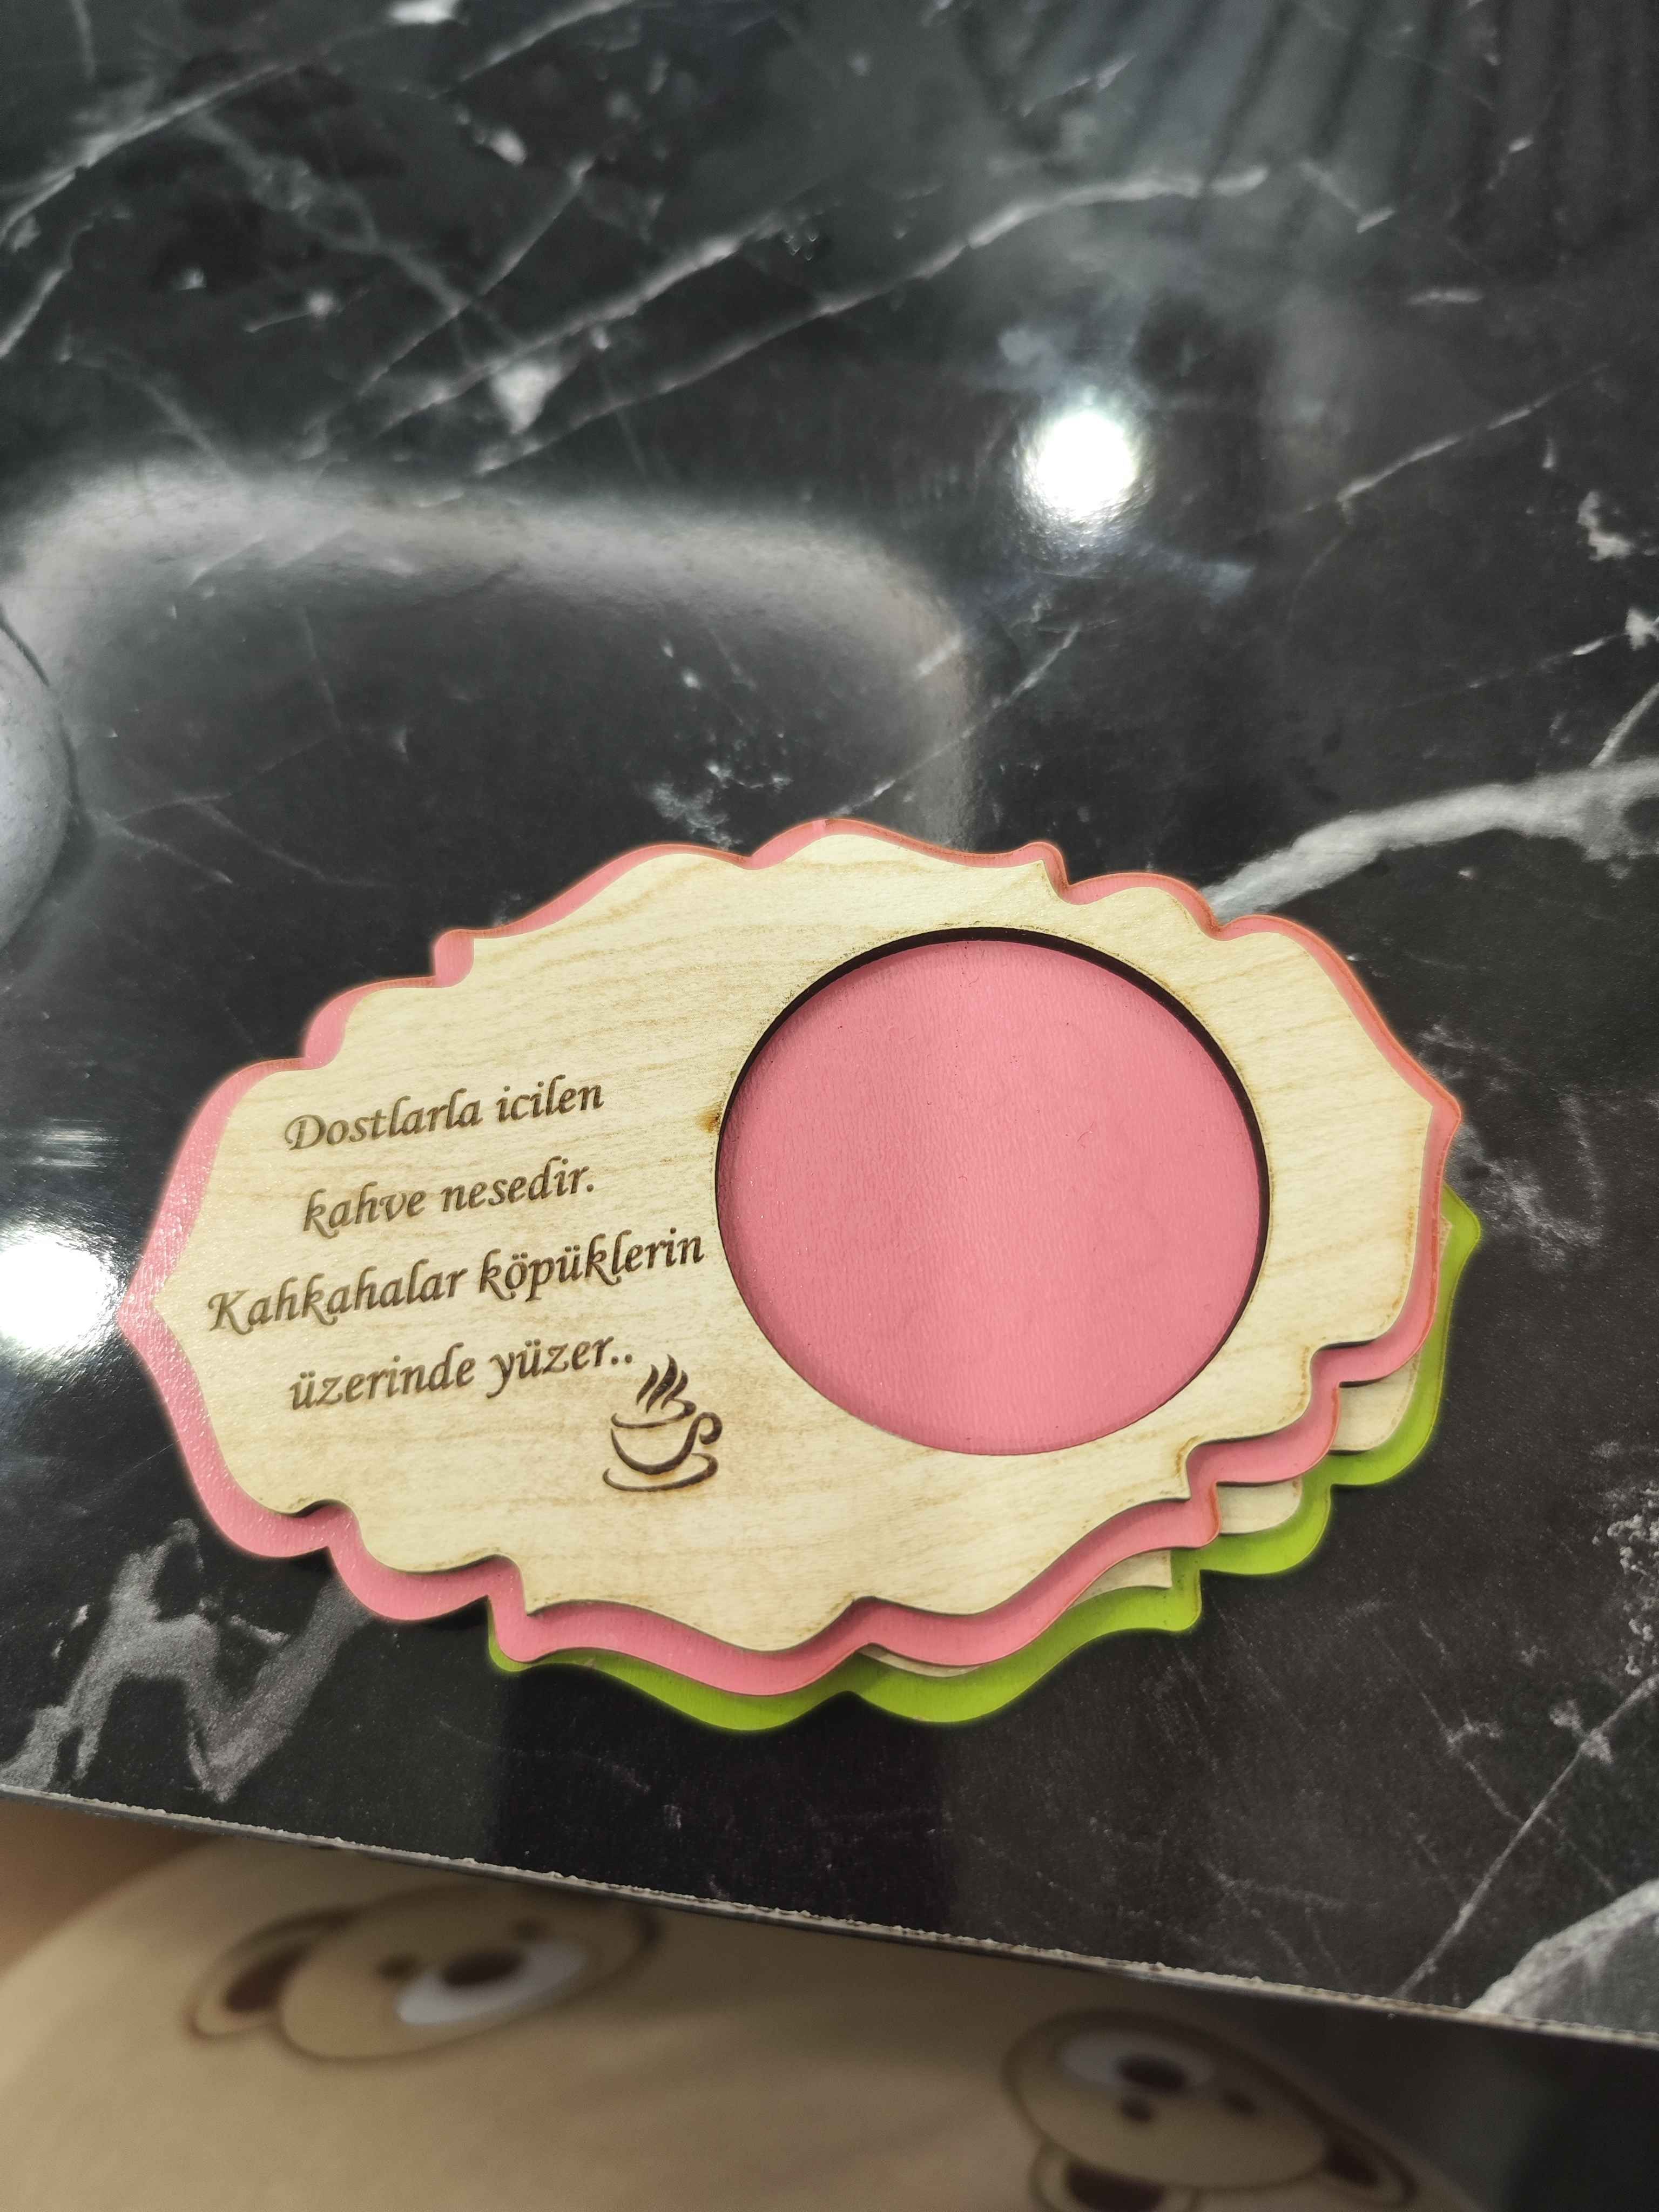 Dostlarla icilen
kahve nesedir.
Kahkahalar köpüklerin
üzerinde yüzer..